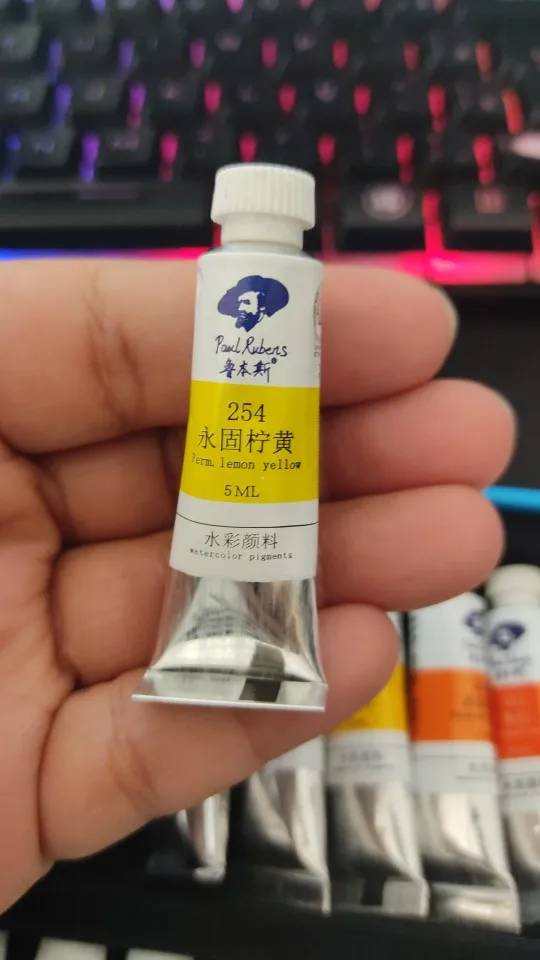 Paul Rubens
鲁本斯®
254
永固柠黄
Perm. lemon yellow
5ML
水彩颜料
watercolor pigments